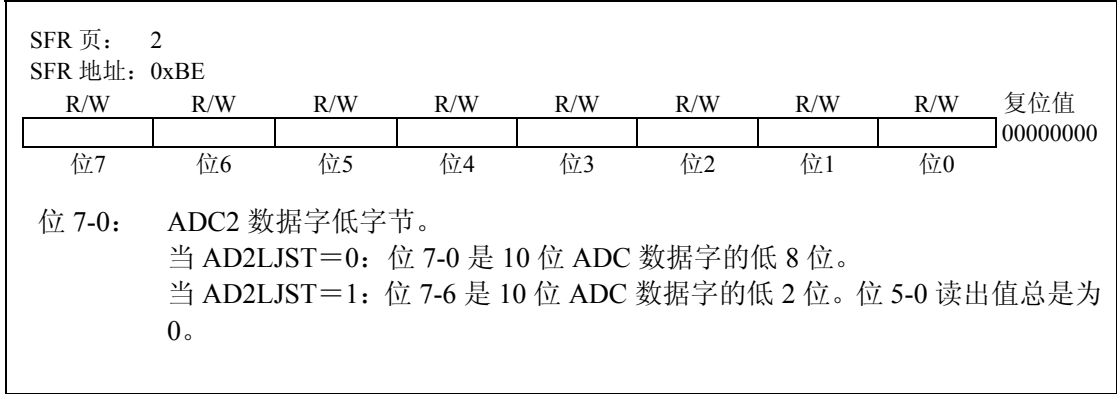 SFR 页： 2
SFR 地址：0xBE
R/W R/W R/W R/W R/W R/W R/W R/W 复位值
00000000
位7 位6 位5 位4 位3 位2 位1 位0
位 7-0： ADC2 数据字低字节。
当 AD2LJST＝0：位 7-0 是 10 位 ADC 数据字的低 8 位。
当 AD2LJST＝1：位 7-6 是 10 位 ADC 数据字的低 2 位。位 5-0 读出值总是为
0。